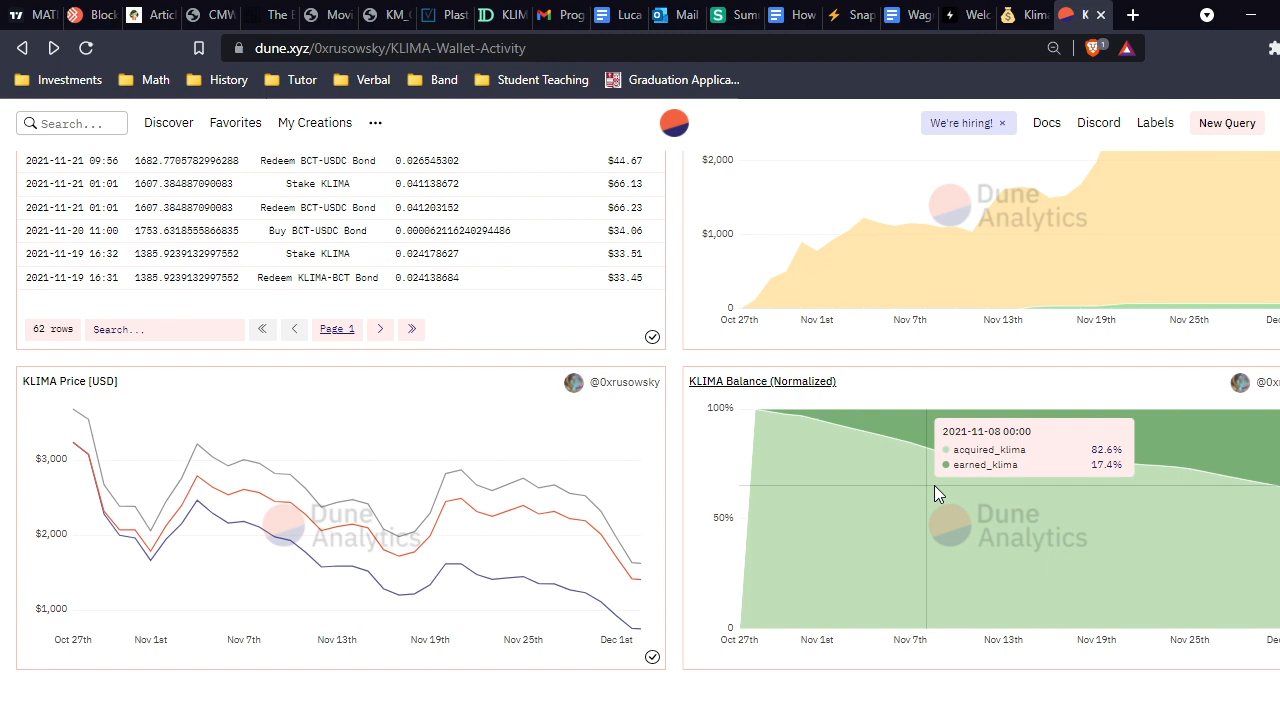 MATI
Block
Artic
CMW
The E
Movi
KM_C
Plast
KLIM
Prog
Luca
Mail
Sum
How
Snap
Wag
Welc
Klim
K
dune.xyz/0xrusowsky/KLIMA-Wallet-Activity
1
Investments
Math
History
Tutor
Verbal
Band
Student Teaching
Graduation Applica...
Search...
Discover
Favorites
My Creations
We're hiring! ×
Docs
Discord
Labels
New Query
2021-11-21 09:56 1682.7705782996288 Redeem BCT-USDC Bond 0.026545302 $44.67
2021-11-21 01:01 1607.384887090083 Stake KLIMA 0.041138672 $66.13
2021-11-21 01:01 1607.384887090083 Redeem BCT-USDC Bond 0.041203152 $66.23
2021-11-20 11:00 1753.6318555866835 Buy BCT-USDC Bond 0.000062116240294486 $34.06
2021-11-19 16:32 1385.9239132997552 Stake KLIMA 0.024178627 $33.51
2021-11-19 16:31 1385.9239132997552 Redeem KLIMA-BCT Bond 0.024138684 $33.45
62 rows
Search...
Page 1
$2,000
$1,000
0
Dune
Analytics
Oct 27th Nov 1st Nov 7th Nov 13th Nov 19th Nov 25th De
KLIMA Price [USD]
@0xrusowsky
$3,000
$2,000
$1,000
Dune
Analytics
Oct 27th Nov 1st Nov 7th Nov 13th Nov 19th Nov 25th Dec 1st
KLIMA Balance (Normalized)
@0xr
100%
50%
0
2021-11-08 00:00
acquired_klima 82.6%
earned_klima 17.4%
Dune
Analytics
Oct 27th Nov 1st Nov 7th Nov 13th Nov 19th Nov 25th De